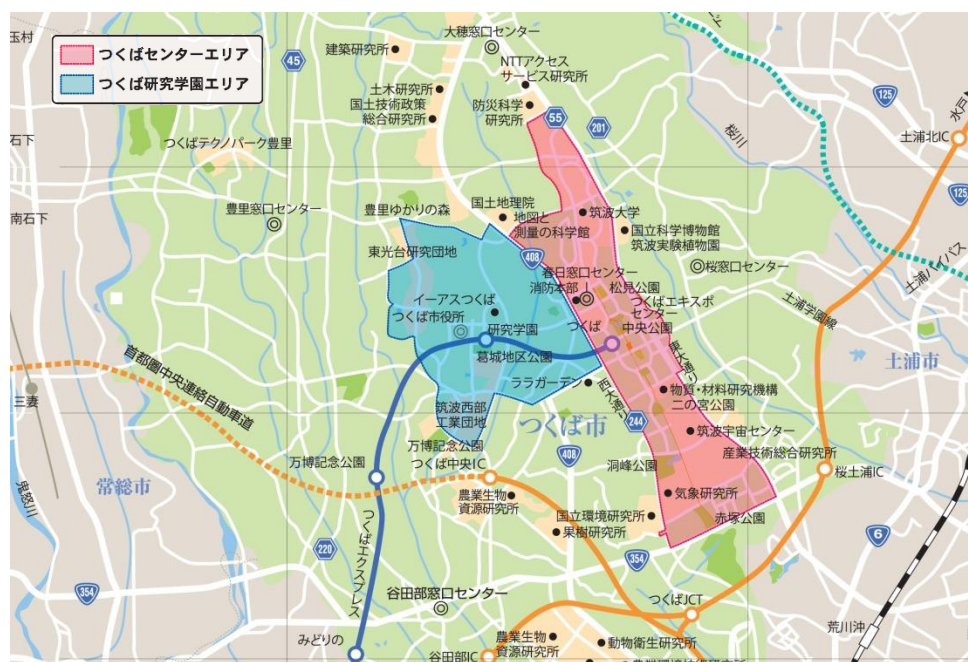 つくばセンターエリア
つくば研究学園エリア
玉村
45
建築研究所
大穂窓口センター
NTTアクセス
サービス研究所
土木研究所
国土技術政策
総合研究所
防災科学
研究所
55
201
125
水戸
土浦北IC
桜川
石下
つくばテクノパーク豊里
125
南石下
豊里窓口センター
豊里ゆかりの森
国土地理院
地図と
測量の科学館
筑波大学
国立科学博物館
筑波実験植物園
東光台研究団地
408
春日窓口センター
消防本部
松見公園
桜窓口センター
土浦バイパス
イーアスつくば
つくば市役所
つくばエキスポ
センター
土浦学園線
研究学園
つくば
中央公園
葛城地区公園
東大通り
土浦市
首都圏中央連絡自動車道
ララガーデン
西大通り
物質・材料研究機構
二の宮公園
三妻
筑波西部
工業団地
つくば市
244
筑波宇宙センター
万博記念公園
408
産業技術総合研究所
万博記念公園
つくば中央IC
洞峰公園
桜土浦IC
常総市
鬼怒川
農業生物
資源研究所
気象研究所
国立環境研究所
赤塚公園
果樹研究所
6
つくばエクスプレス
220
354
354
谷田部窓口センター
つくばJCT
荒川沖
みどりの
谷田部IC
農業生物
資源研究所
動物衛生研究所